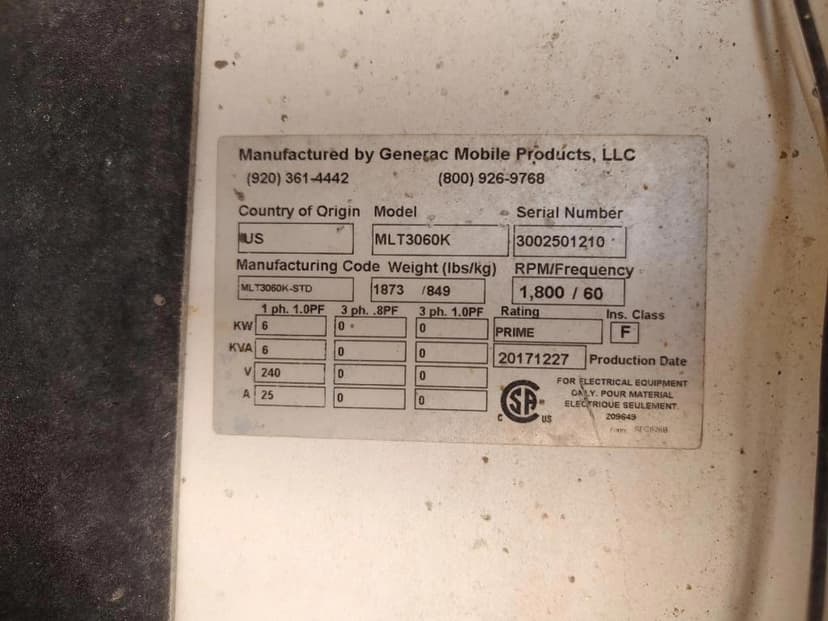 Manufactured by Generac Mobile Products, LLC
(920) 361-4442 (800) 926-9768
Country of Origin Model Serial Number
US MLT3060K 3002501210
Manufacturing Code Weight (lbs/kg) RPM/Frequency
MLT3060K-STD 1873 /849 1,800 / 60
1 ph. 1.0PF 3 ph. .8PF 3 ph. 1.0PF Rating Ins. Class
KW 6 0 0 PRIME F
KVA 6 0 0 20171227 Production Date
V 240 0 0
A 25 0 0
CSA C US
FOR ELECTRICAL EQUIPMENT
ONLY. POUR MATERIAL
ELECTRIQUE SEULEMENT.
209649